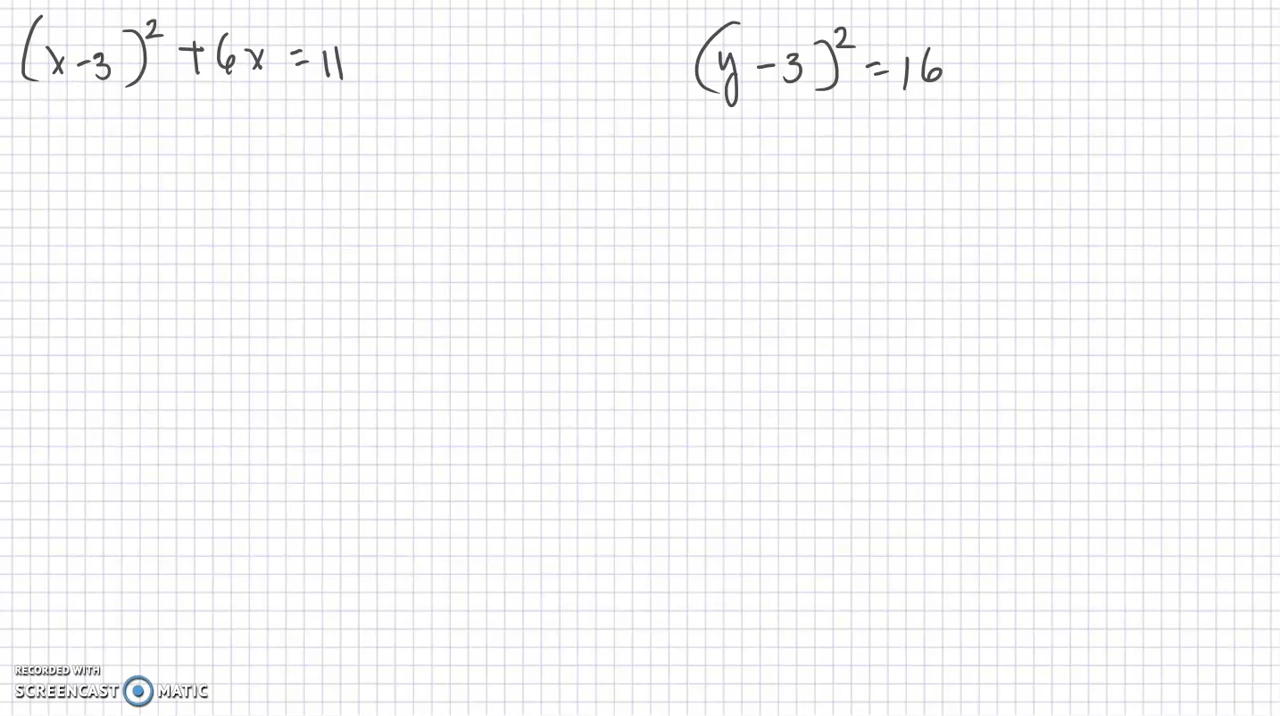 (x-3)² + 6x = 11
(y-3)² = 16
RECORDED WITH
SCREENCAST MATIC